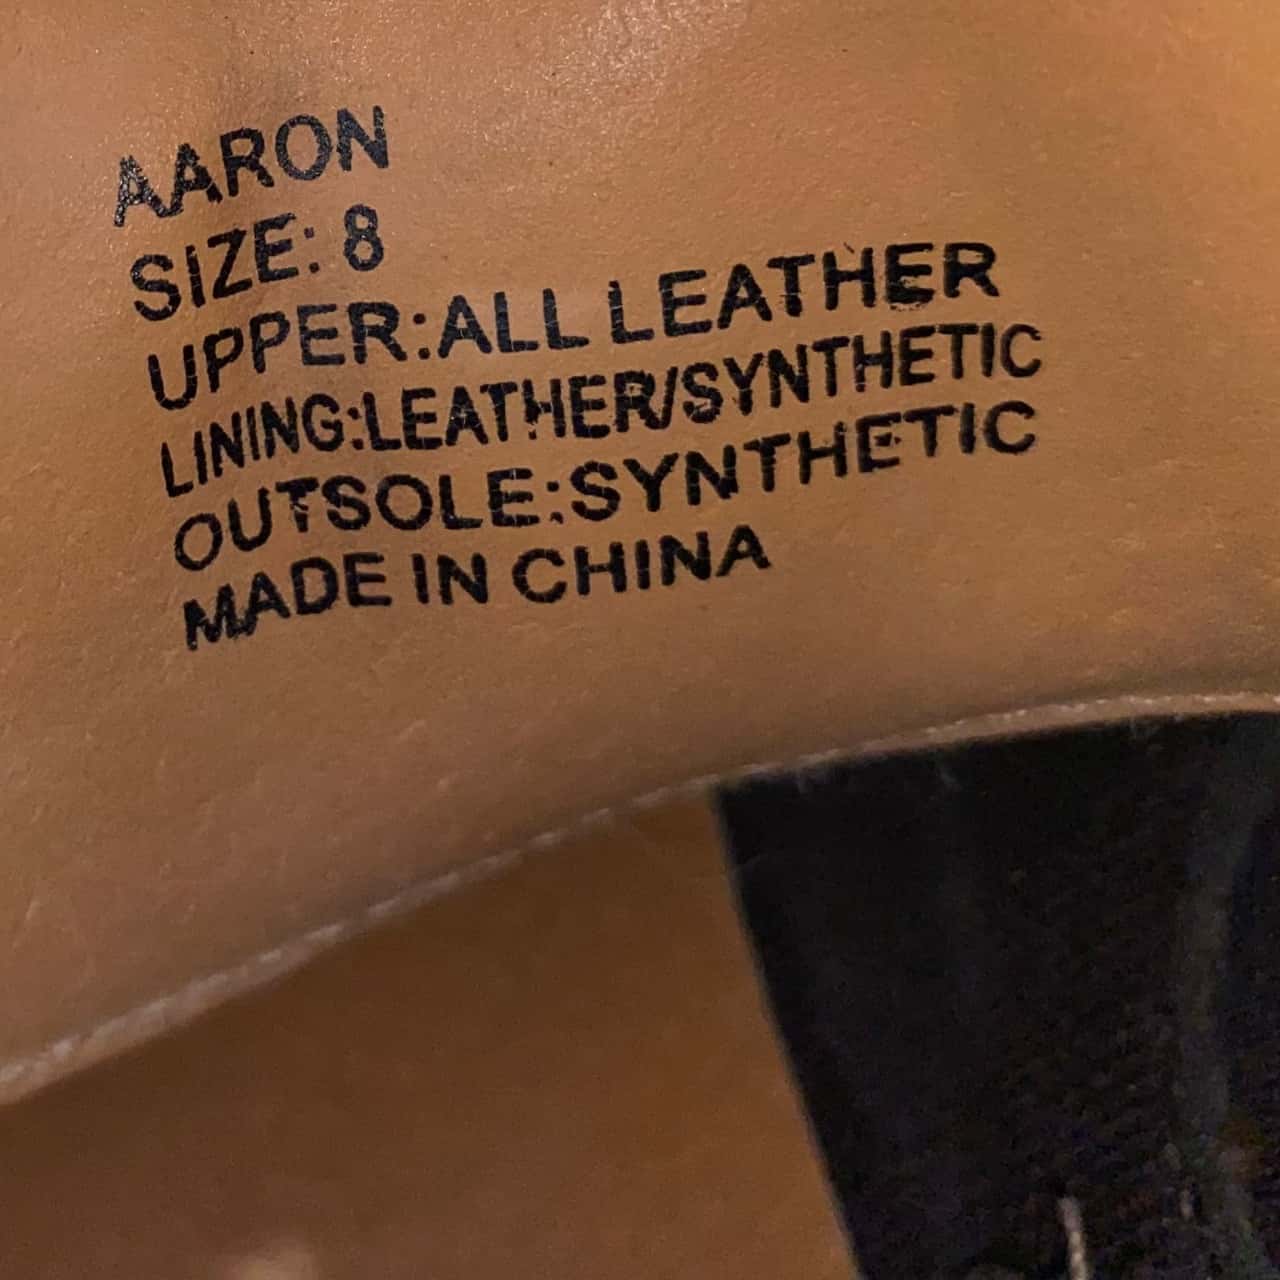 AARON
SIZE: 8
UPPER:ALL LEATHER
LINING:LEATHER/SYNTHETIC
OUTSOLE:SYNTHETIC
MADE IN CHINA